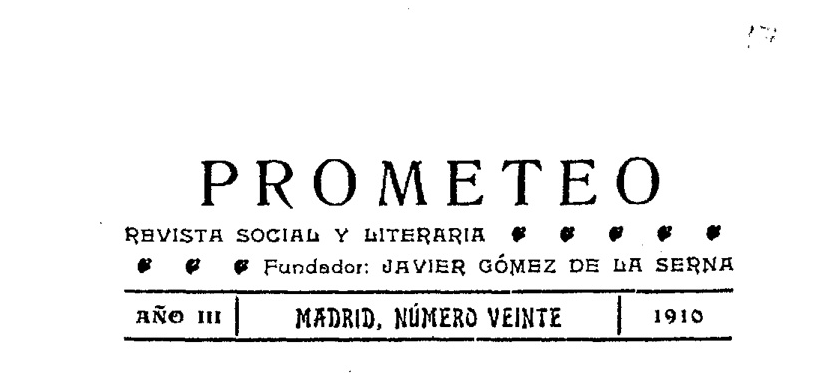 PROMETEO
REVISTA SOCIAL Y LITERARIA
Fundador: JAVIER GÓMEZ DE LA SERNA
AÑO III MADRID, NÚMERO VEINTE 1910